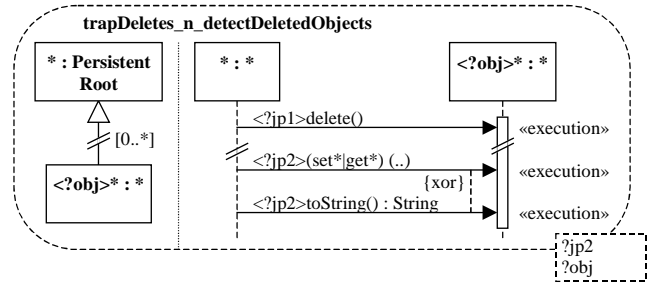 trapDeletes_n_detectDeletedObjects
* : Persistent
Root
[0..*]
<?obj>* : *
* : *
<?obj>* : *
<?jp1>delete()
«execution»
<?jp2>(set*|get*) (..)
«execution»
{xor}
<?jp2>toString() : String
«execution»
?jp2
?obj